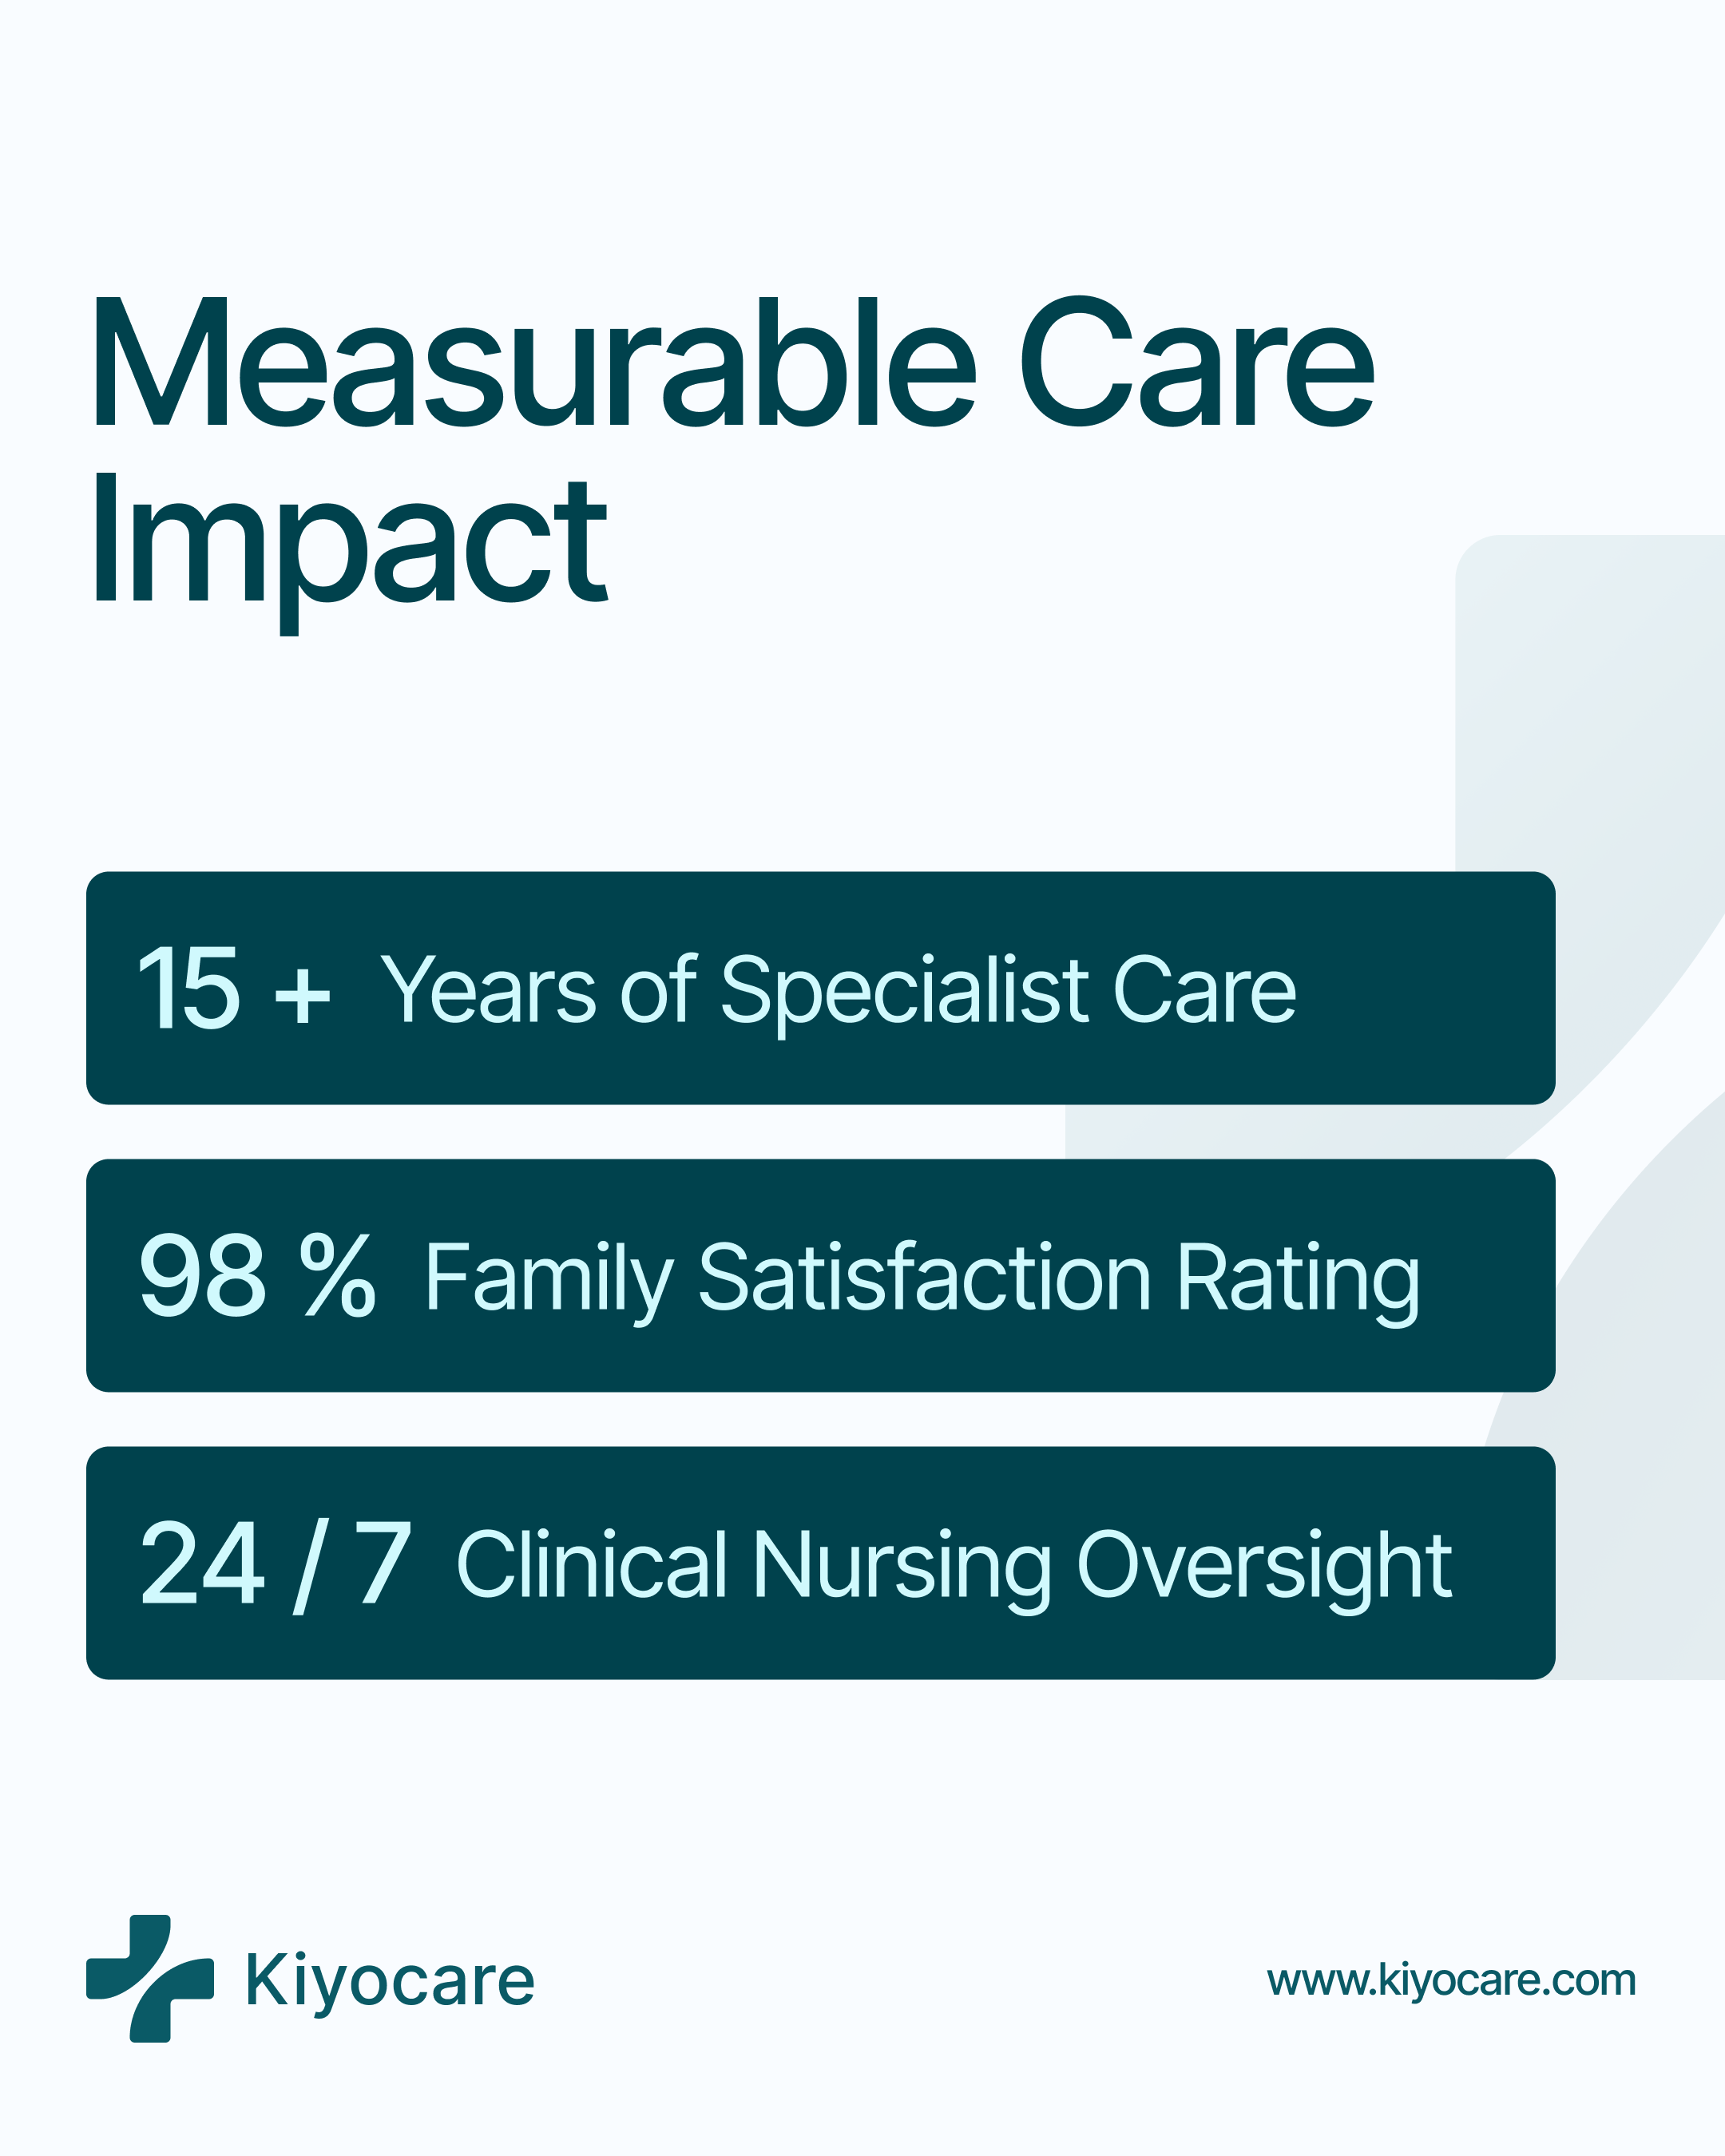 Measurable Care
Impact
15 + Years of Specialist Care
98 % Family Satisfaction Rating
24 / 7 Clinical Nursing Oversight
Kiyocare
www.kiyocare.com